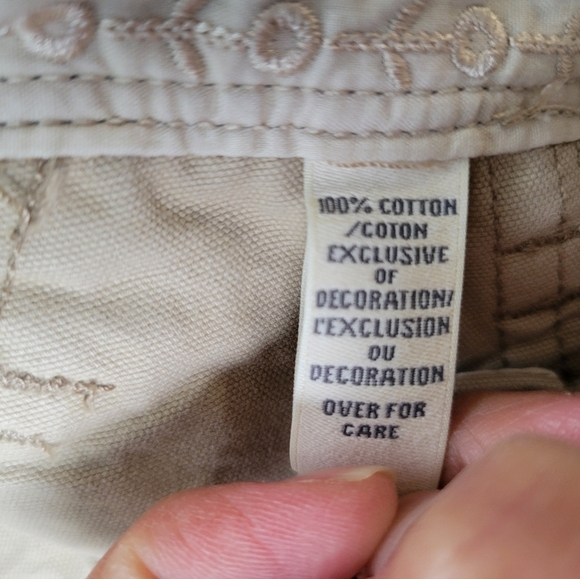 100% COTTON
/COTON
EXCLUSIVE
OF
DECORATION/
L'EXCLUSION
OU
DECORATION
OVER FOR
CARE